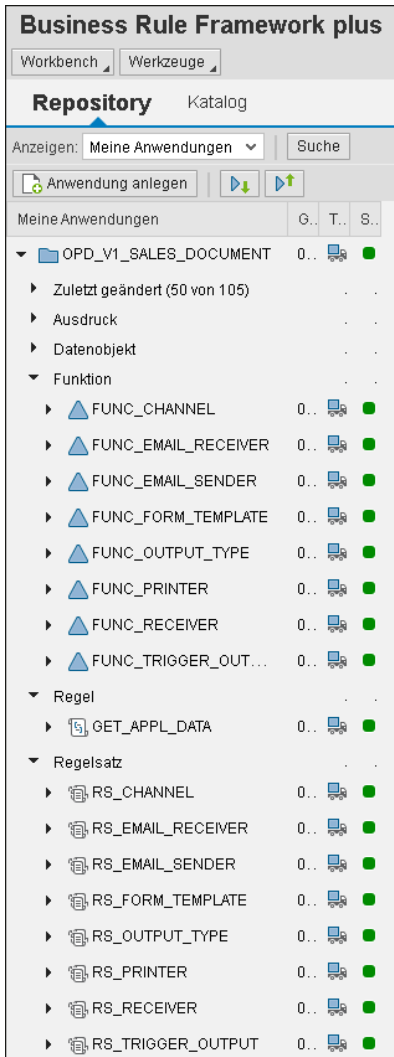 Business Rule Framework plus
Workbench Werkzeuge
Repository Katalog
Anzeigen: Meine Anwendungen Suche
Anwendung anlegen
Meine Anwendungen G.. T.. S..
OPD_V1_SALES_DOCUMENT 0..
Zuletzt geändert (50 von 105) . .
Ausdruck . .
Datenobjekt . .
Funktion . .
FUNC_CHANNEL 0..
FUNC_EMAIL_RECEIVER 0..
FUNC_EMAIL_SENDER 0..
FUNC_FORM_TEMPLATE 0..
FUNC_OUTPUT_TYPE 0..
FUNC_PRINTER 0..
FUNC_RECEIVER 0..
FUNC_TRIGGER_OUT... 0..
Regel . .
GET_APPL_DATA 0..
Regelsatz . .
RS_CHANNEL 0..
RS_EMAIL_RECEIVER 0..
RS_EMAIL_SENDER 0..
RS_FORM_TEMPLATE 0..
RS_OUTPUT_TYPE 0..
RS_PRINTER 0..
RS_RECEIVER 0..
RS_TRIGGER_OUTPUT 0..